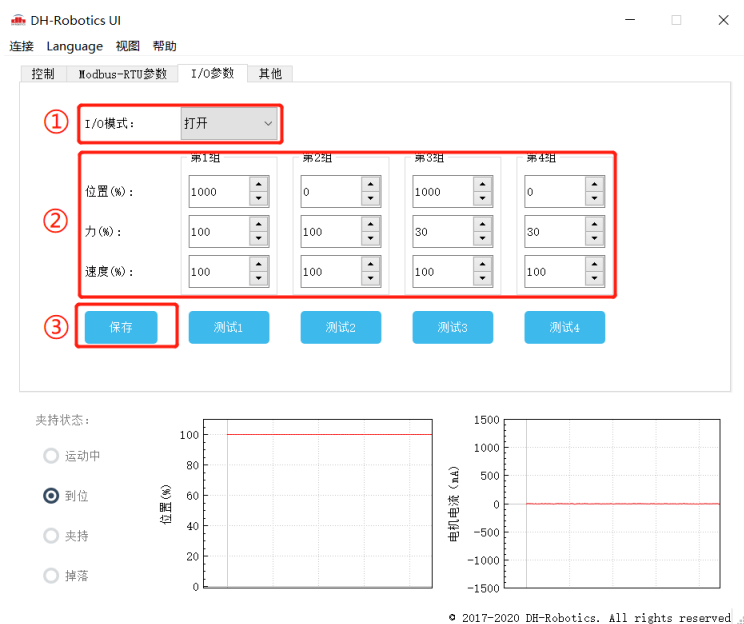 DH-Robotics UI
连接 Language 视图 帮助
控制 Modbus-RTU参数 I/O参数 其他
① I/O模式： 打开
第1组 第2组 第3组 第4组
② 位置(%)： 1000 0 1000 0
力(%)： 100 100 30 30
速度(%)： 100 100 100 100
③ 保存 测试1 测试2 测试3 测试4
夹持状态：
运动中
到位
夹持
掉落
位置(%)
100
80
60
40
20
0
电机电流（mA）
1500
1000
500
0
-500
-1000
-1500
© 2017-2020 DH-Robotics. All rights reserved